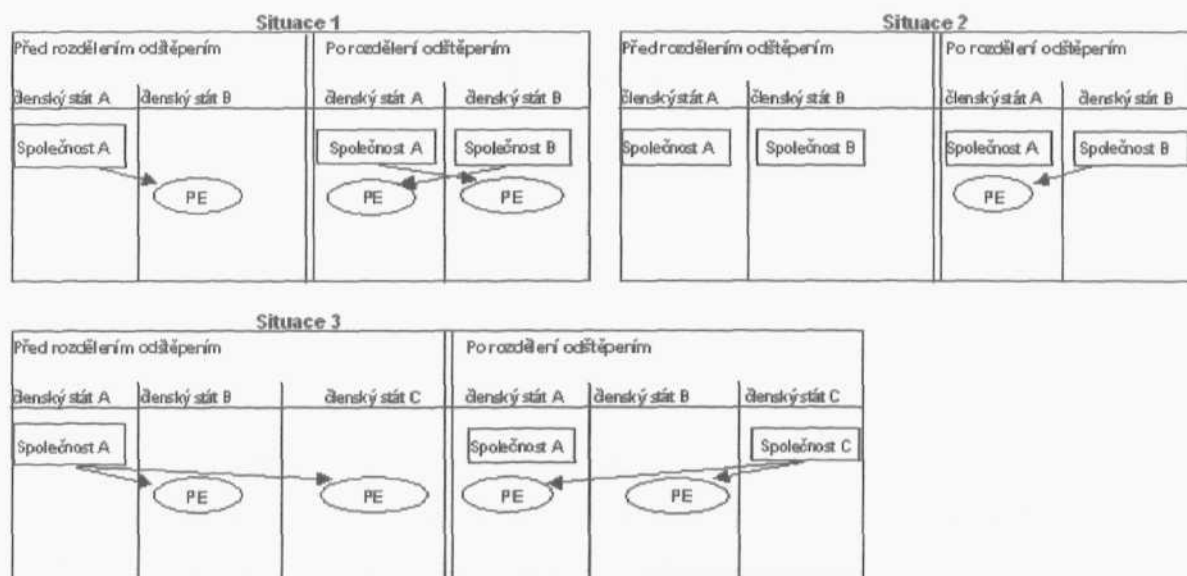 Situace 1
Před rozdělením odštěpením
Po rozdělení odštěpením
členský stát A
členský stát B
členský stát A
členský stát B
Společnost A
Společnost A
Společnost B
PE
PE
PE
Situace 2
Před rozdělením odštěpením
Po rozdělení odštěpením
členský stát A
členský stát B
členský stát A
členský stát B
Společnost A
Společnost B
Společnost A
Společnost B
PE
Situace 3
Před rozdělením odštěpením
Po rozdělení odštěpením
členský stát A
členský stát B
členský stát C
členský stát A
členský stát B
členský stát C
Společnost A
Společnost A
Společnost C
PE
PE
PE
PE